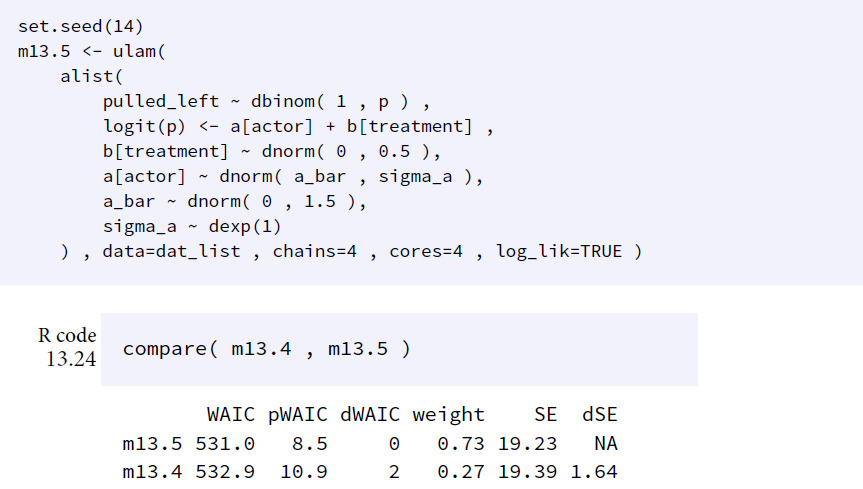 set.seed(14)
m13.5 <- ulam(
    alist(
        pulled_left ~ dbinom( 1 , p ) ,
        logit(p) <- a[actor] + b[treatment] ,
        b[treatment] ~ dnorm( 0 , 0.5 ),
        a[actor] ~ dnorm( a_bar , sigma_a ),
        a_bar ~ dnorm( 0 , 1.5 ),
        sigma_a ~ dexp(1)
    ) , data=dat_list , chains=4 , cores=4 , log_lik=TRUE )
R code
13.24
compare( m13.4 , m13.5 )
       WAIC pWAIC dWAIC weight    SE  dSE
m13.5 531.0   8.5     0   0.73 19.23   NA
m13.4 532.9  10.9     2   0.27 19.39 1.64